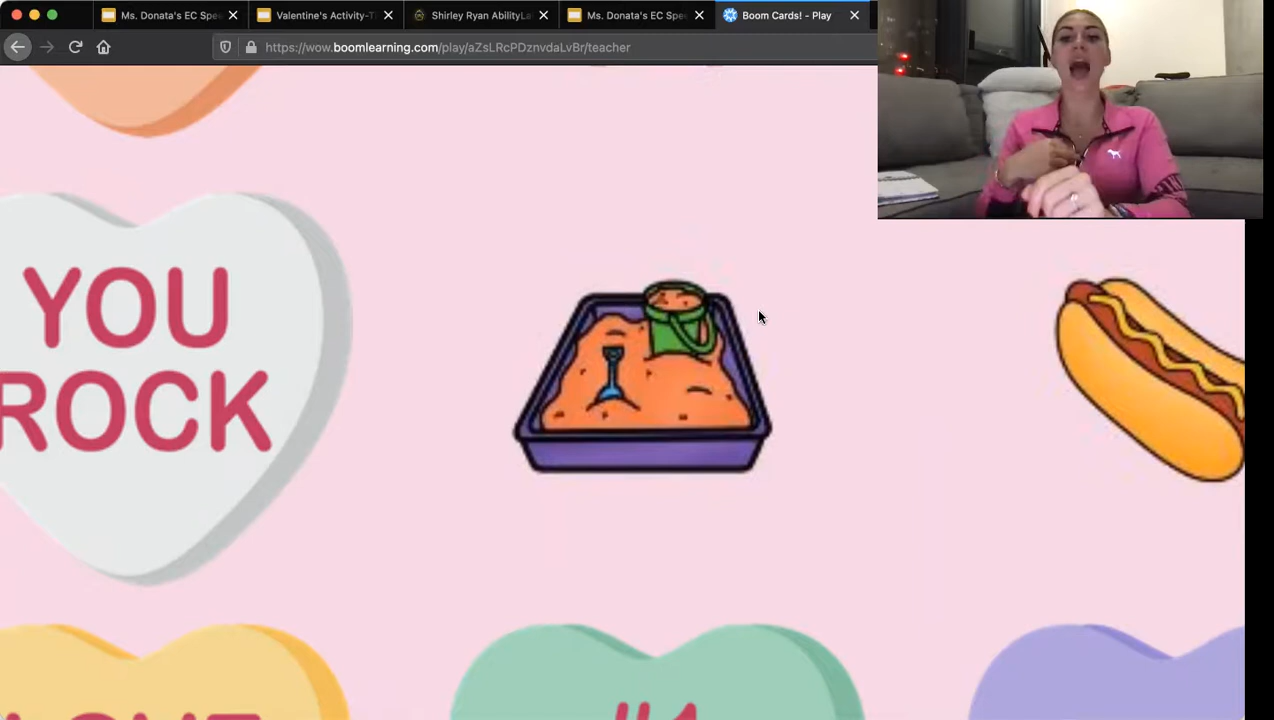 Ms. Donata's EC Spe
Valentine's Activity-T
Shirley Ryan AbilityLa
Ms. Donata's EC Spe
Boom Cards! - Play
https://wow.boomlearning.com/play/aZsLRcPDznvdaLvBr/teacher
YOU
ROCK
#1